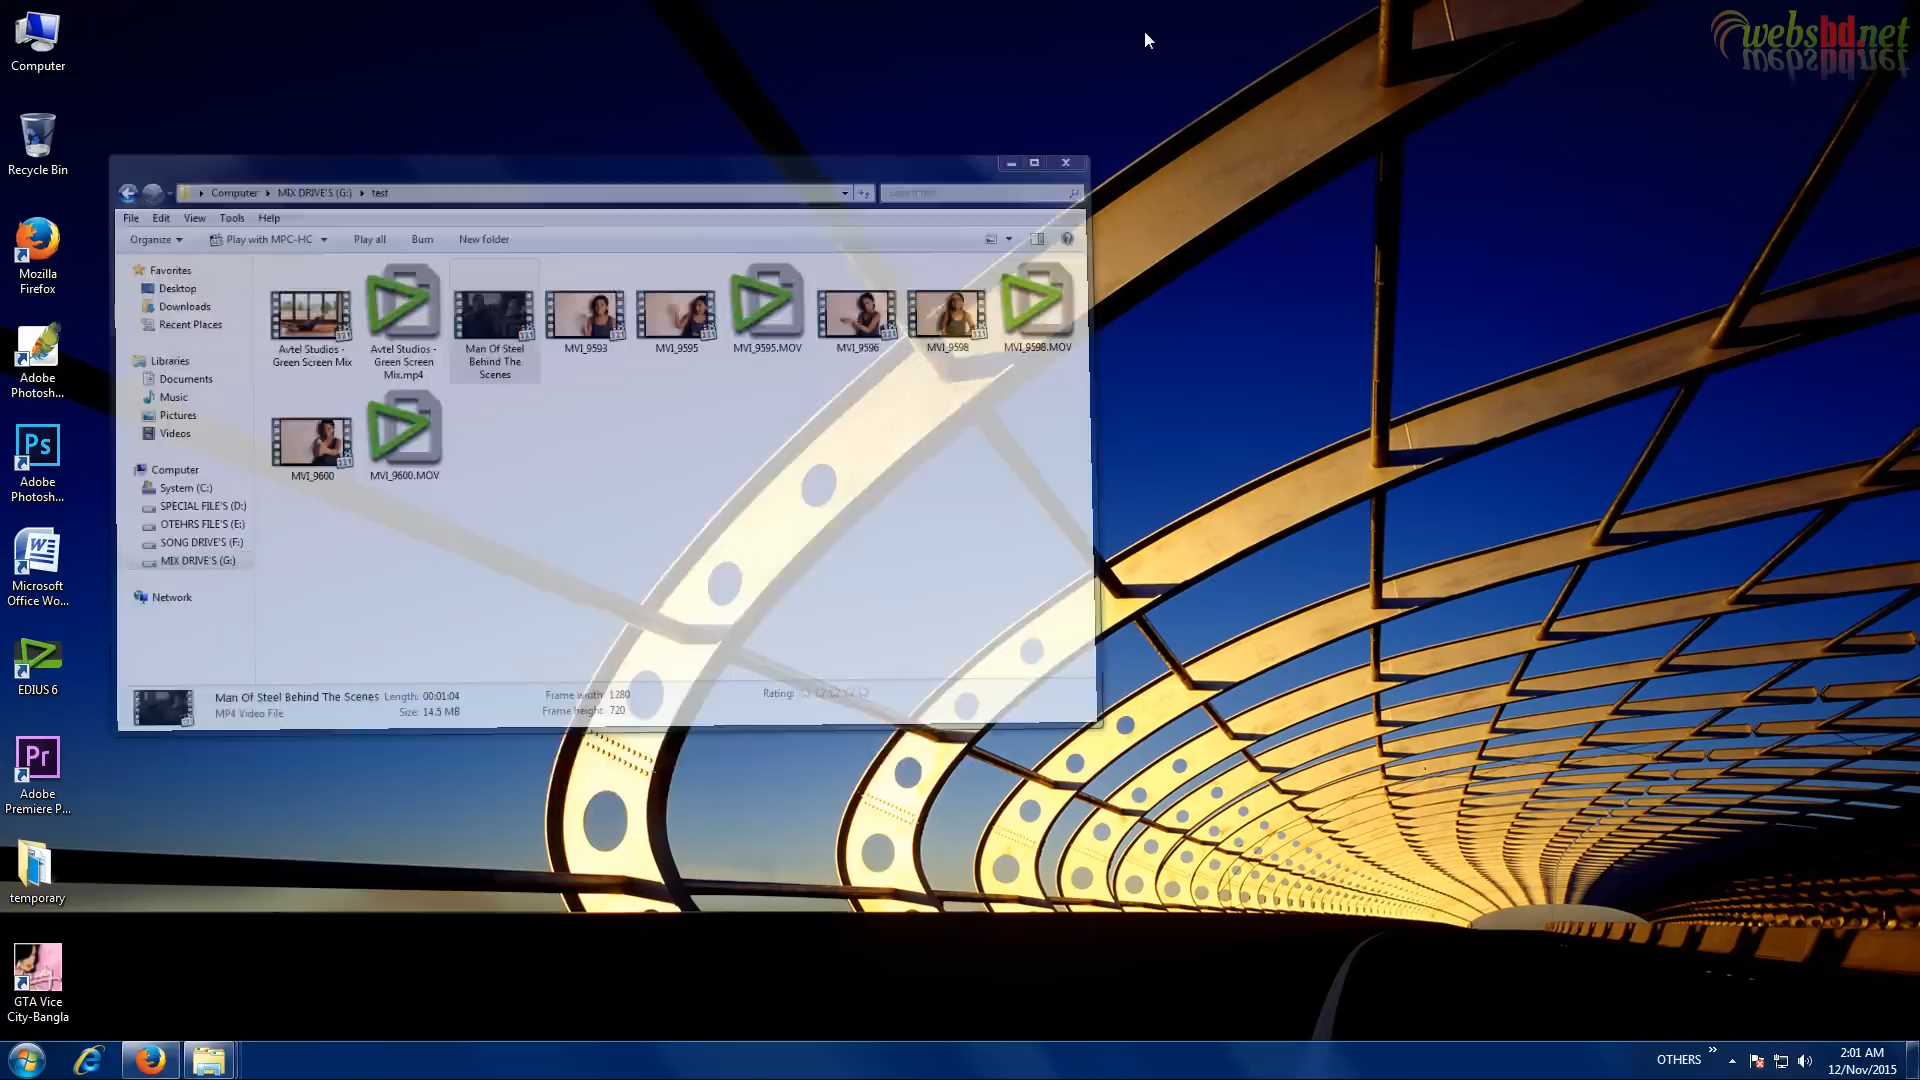 websbd.net
Computer
Recycle Bin
Mozilla
Firefox
Adobe
Photosh...
Ps
Adobe
Photosh...
W
Microsoft
Office Wo...
EDIUS 6
Pr
Adobe
Premiere P...
temporary
GTA Vice
City-Bangla
Computer MIX DRIVE'S (G:) test
File Edit View Tools Help
Organize Play with MPC-HC Play all Burn New folder
Favorites
Desktop
Downloads
Recent Places
Libraries
Documents
Music
Pictures
Videos
Computer
System (C:)
SPECIAL FILE'S (D:)
OTEHRS FILE'S (E:)
SONG DRIVE'S (F:)
MIX DRIVE'S (G:)
Network
Avtel Studios -
Green Screen Mix
Avtel Studios -
Green Screen
Mix.mp4
Man Of Steel
Behind The
Scenes
MVI_9593
MVI_9595
MVI_9595.MOV
MVI_9596
MVI_9598
MVI_9598.MOV
MVI_9600
MVI_9600.MOV
Man Of Steel Behind The Scenes Length: 00:01:04 Frame width: 1280 Rating:
MP4 Video File Size: 14.5 MB Frame height: 720
OTHERS
2:01 AM
12/Nov/2015